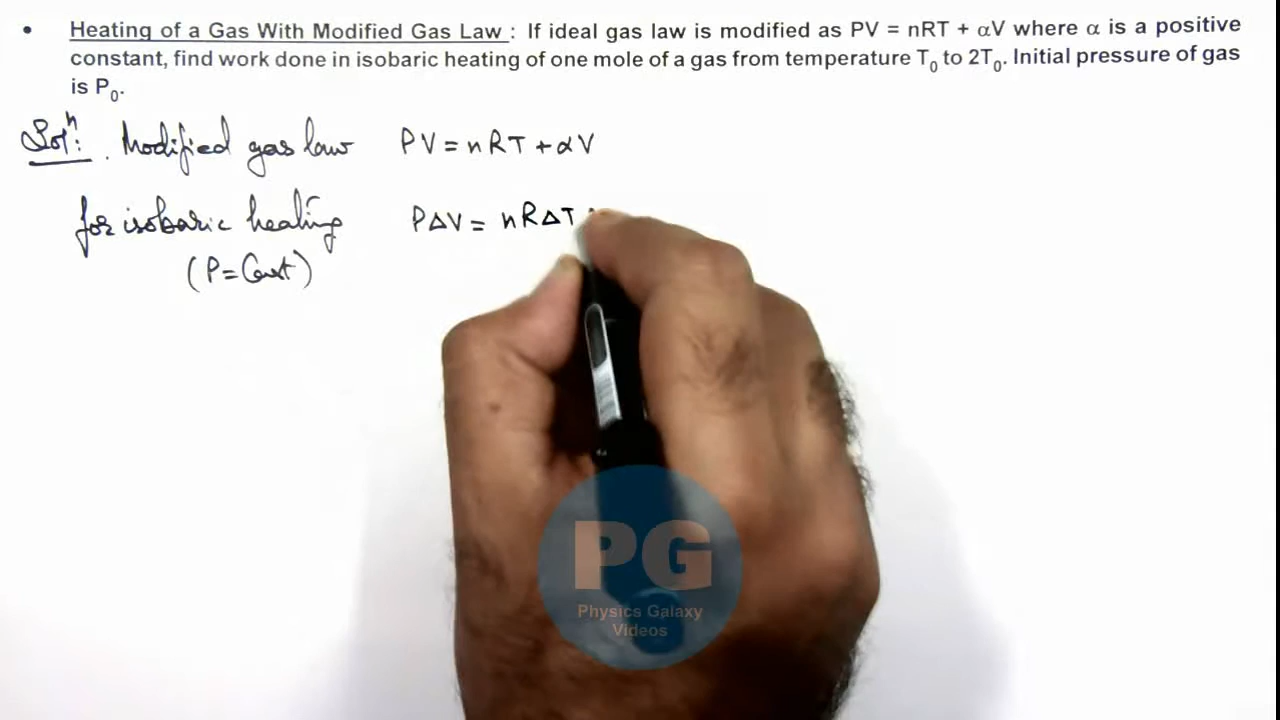 • Heating of a Gas With Modified Gas Law : If ideal gas law is modified as PV = nRT + αV where α is a positive
constant, find work done in isobaric heating of one mole of a gas from temperature T₀ to 2T₀. Initial pressure of gas
is P₀.
Solⁿ: . Modified gas law PV = nRT + αV
for isobaric heating PΔV = nRΔT
(P = Const)
PG
Physics Galaxy
Videos